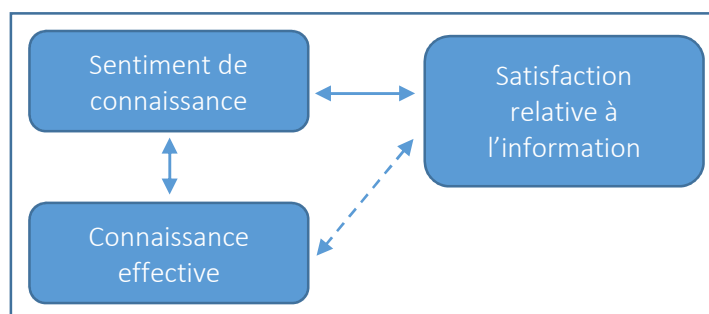 Sentiment de
connaissance
Satisfaction
relative à
l’information
Connaissance
effective